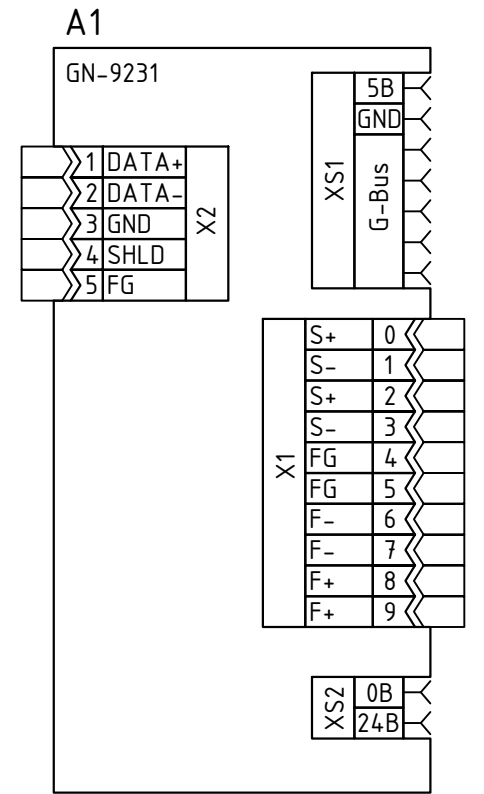 A1
GN-9231
5В
GND
G-Bus
XS1
1 DATA+
2 DATA-
3 GND
4 SHLD
5 FG
X2
S+ 0
S- 1
S+ 2
S- 3
FG 4
FG 5
F- 6
F- 7
F+ 8
F+ 9
X1
0В
24В
XS2